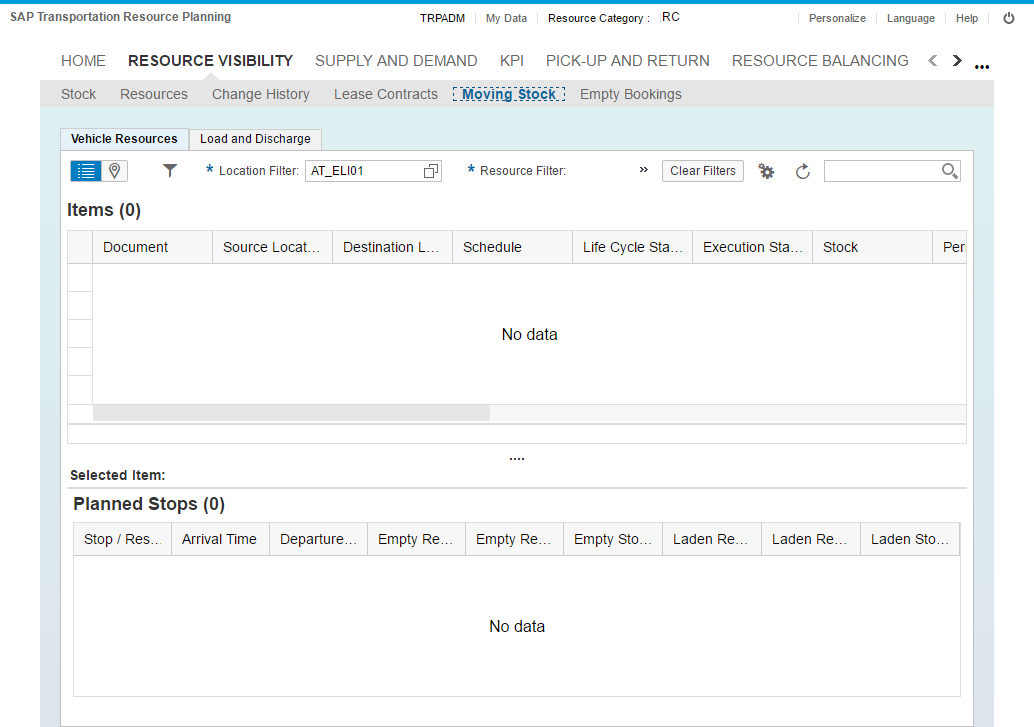 SAP Transportation Resource Planning TRPADM My Data Resource Category : RC Personalize Language Help
HOME RESOURCE VISIBILITY SUPPLY AND DEMAND KPI PICK-UP AND RETURN RESOURCE BALANCING ...
Stock Resources Change History Lease Contracts Moving Stock Empty Bookings
Vehicle Resources Load and Discharge
* Location Filter: AT_ELI01 * Resource Filter: » Clear Filters
Items (0)
Document Source Locat... Destination L... Schedule Life Cycle Sta... Execution Sta... Stock Per
No data
....
Selected Item:
Planned Stops (0)
Stop / Res... Arrival Time Departure... Empty Re... Empty Re... Empty Sto... Laden Re... Laden Re... Laden Sto...
No data